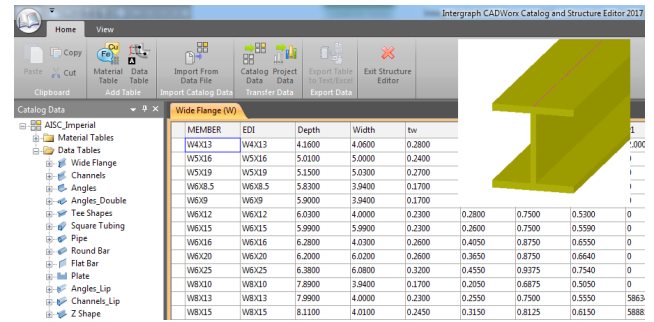 Intergraph CADWorx Catalog and Structure Editor 2017
Home View
Paste Copy Cut
Clipboard
Material Table Data Table
Add Table
Import From Data File
Import Catalog Data
Catalog Data Project Data
Transfer Data
Export Table to Text/Excel
Export Data
Exit Structure Editor
Catalog Data
AISC_Imperial
Material Tables
Data Tables
Wide Flange
Channels
Angles
Angles_Double
Tee Shapes
Square Tubing
Pipe
Round Bar
Flat Bar
Plate
Angles_Lip
Channels_Lip
Z Shape
Wide Flange (W)
MEMBER EDI Depth Width tw
W4X13 W4X13 4.1600 4.0600 0.2800
W5X16 W5X16 5.0100 5.0000 0.2400
W5X19 W5X19 5.1500 5.0300 0.2700
W6X8.5 W6X8.5 5.8300 3.9400 0.1700
W6X9 W6X9 5.9000 3.9400 0.1700
W6X12 W6X12 6.0300 4.0000 0.2300 0.2800 0.7500 0.5300 0
W6X15 W6X15 5.9900 5.9900 0.2300 0.2600 0.7500 0.5590 0
W6X16 W6X16 6.2800 4.0300 0.2600 0.4050 0.8750 0.6550 0
W6X20 W6X20 6.2000 6.0200 0.2600 0.3650 0.8750 0.6640 0
W6X25 W6X25 6.3800 6.0800 0.3200 0.4550 0.9375 0.7540 0
W8X10 W8X10 7.8900 3.9400 0.1700 0.2050 0.6875 0.5050 0
W8X13 W8X13 7.9900 4.0000 0.2300 0.2550 0.7500 0.5550
W8X15 W8X15 8.1100 4.0100 0.2450 0.3150 0.8125 0.6150